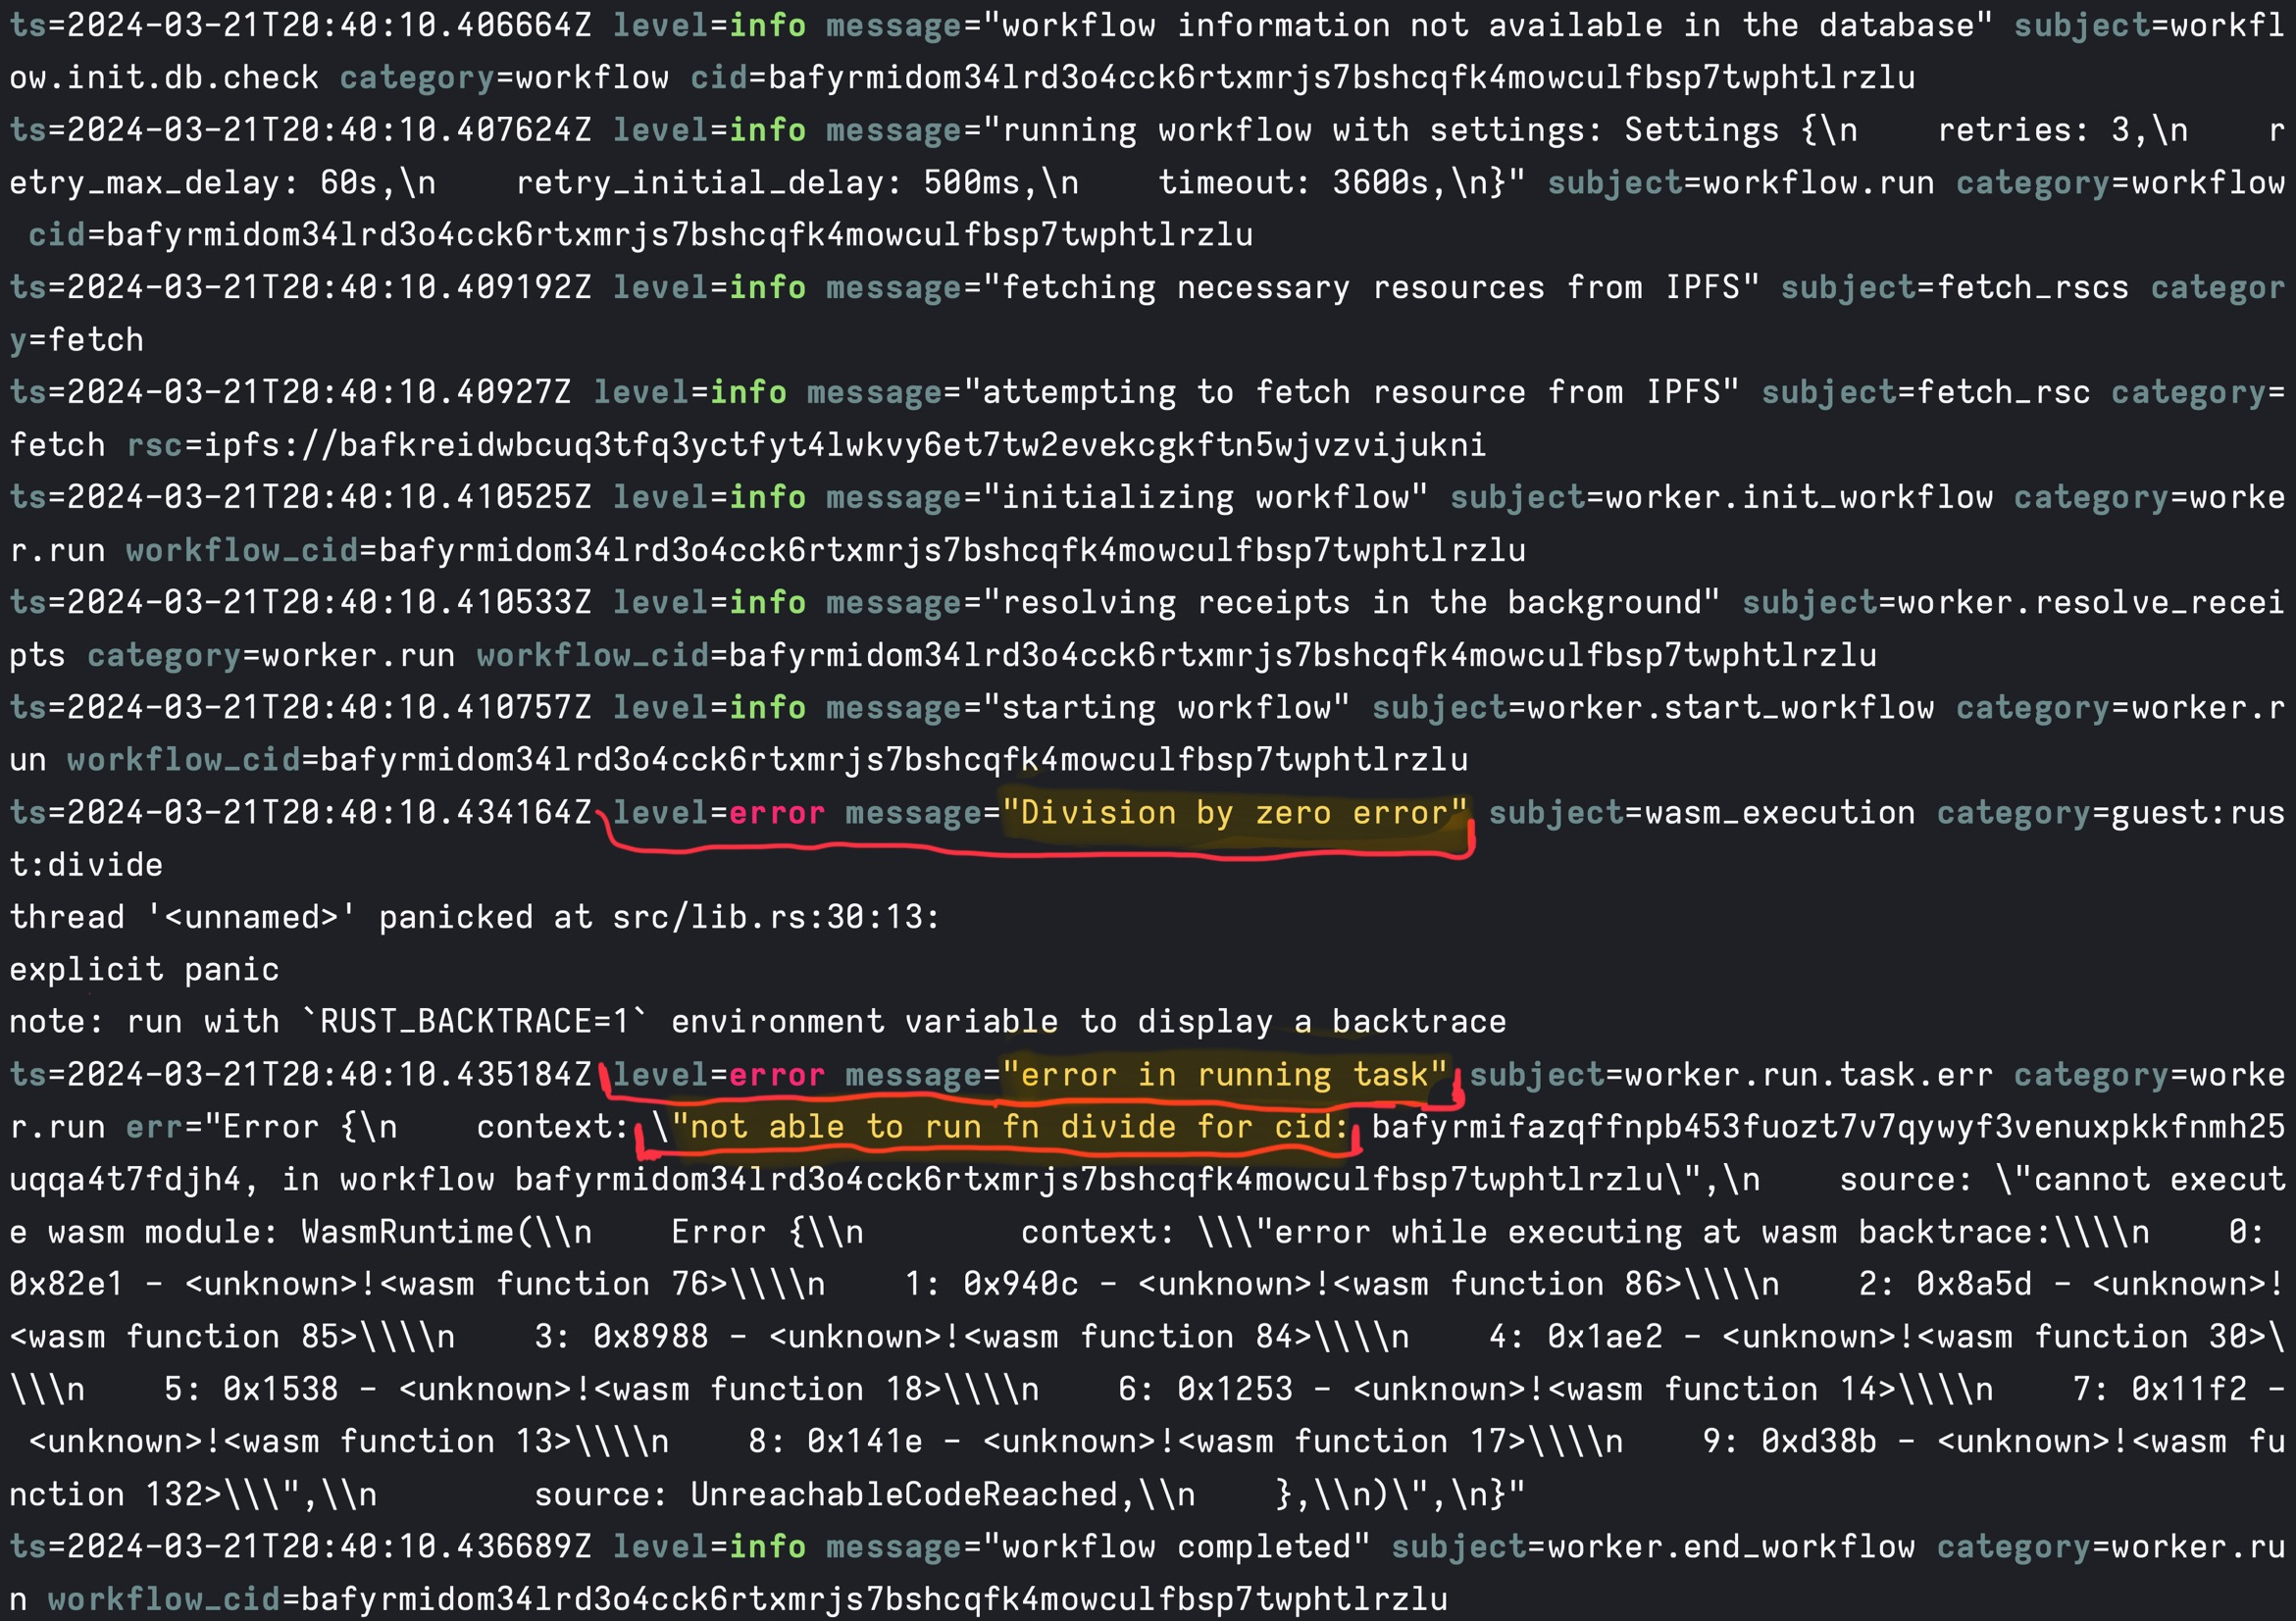 ts=2024-03-21T20:40:10.406664Z level=info message="workflow information not available in the database" subject=workfl
ow.init.db.check category=workflow cid=bafyrmidom34lrd3o4cck6rtxmrjs7bshcqfk4mowculfbsp7twphtlrzlu
ts=2024-03-21T20:40:10.407624Z level=info message="running workflow with settings: Settings {\n    retries: 3,\n    r
etry_max_delay: 60s,\n    retry_initial_delay: 500ms,\n    timeout: 3600s,\n}" subject=workflow.run category=workflow
 cid=bafyrmidom34lrd3o4cck6rtxmrjs7bshcqfk4mowculfbsp7twphtlrzlu
ts=2024-03-21T20:40:10.409192Z level=info message="fetching necessary resources from IPFS" subject=fetch_rscs categor
y=fetch
ts=2024-03-21T20:40:10.40927Z level=info message="attempting to fetch resource from IPFS" subject=fetch_rsc category=
fetch rsc=ipfs://bafkreidwbcuq3tfq3yctfyt4lwkvy6et7tw2evekcgkftn5wjvzvijukni
ts=2024-03-21T20:40:10.410525Z level=info message="initializing workflow" subject=worker.init_workflow category=worke
r.run workflow_cid=bafyrmidom34lrd3o4cck6rtxmrjs7bshcqfk4mowculfbsp7twphtlrzlu
ts=2024-03-21T20:40:10.410533Z level=info message="resolving receipts in the background" subject=worker.resolve_recei
pts category=worker.run workflow_cid=bafyrmidom34lrd3o4cck6rtxmrjs7bshcqfk4mowculfbsp7twphtlrzlu
ts=2024-03-21T20:40:10.410757Z level=info message="starting workflow" subject=worker.start_workflow category=worker.r
un workflow_cid=bafyrmidom34lrd3o4cck6rtxmrjs7bshcqfk4mowculfbsp7twphtlrzlu
ts=2024-03-21T20:40:10.434164Z level=error message="Division by zero error" subject=wasm_execution category=guest:rus
t:divide
thread '<unnamed>' panicked at src/lib.rs:30:13:
explicit panic
note: run with `RUST_BACKTRACE=1` environment variable to display a backtrace
ts=2024-03-21T20:40:10.435184Z level=error message="error in running task" subject=worker.run.task.err category=worke
r.run err="Error {\n    context: \"not able to run fn divide for cid: bafyrmifazqffnpb453fuozt7v7qywyf3venuxpkkfnmh25
uqqa4t7fdjh4, in workflow bafyrmidom34lrd3o4cck6rtxmrjs7bshcqfk4mowculfbsp7twphtlrzlu\",\n    source: \"cannot execut
e wasm module: WasmRuntime(\\n    Error {\\n        context: \\\"error while executing at wasm backtrace:\\\\n    0: 
0x82e1 - <unknown>!<wasm function 76>\\\\n    1: 0x940c - <unknown>!<wasm function 86>\\\\n    2: 0x8a5d - <unknown>!
<wasm function 85>\\\\n    3: 0x8988 - <unknown>!<wasm function 84>\\\\n    4: 0x1ae2 - <unknown>!<wasm function 30>\
\\\n    5: 0x1538 - <unknown>!<wasm function 18>\\\\n    6: 0x1253 - <unknown>!<wasm function 14>\\\\n    7: 0x11f2 -
 <unknown>!<wasm function 13>\\\\n    8: 0x141e - <unknown>!<wasm function 17>\\\\n    9: 0xd38b - <unknown>!<wasm fu
nction 132>\\\",\\n        source: UnreachableCodeReached,\\n    },\\n)\",\n}"
ts=2024-03-21T20:40:10.436689Z level=info message="workflow completed" subject=worker.end_workflow category=worker.ru
n workflow_cid=bafyrmidom34lrd3o4cck6rtxmrjs7bshcqfk4mowculfbsp7twphtlrzlu